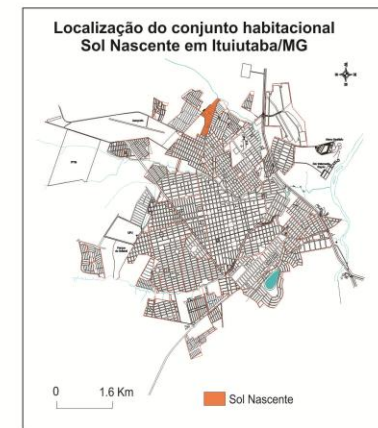 Localização do conjunto habitacional
Sol Nascente em Ituiutaba/MG
0 1.6 Km
Sol Nascente